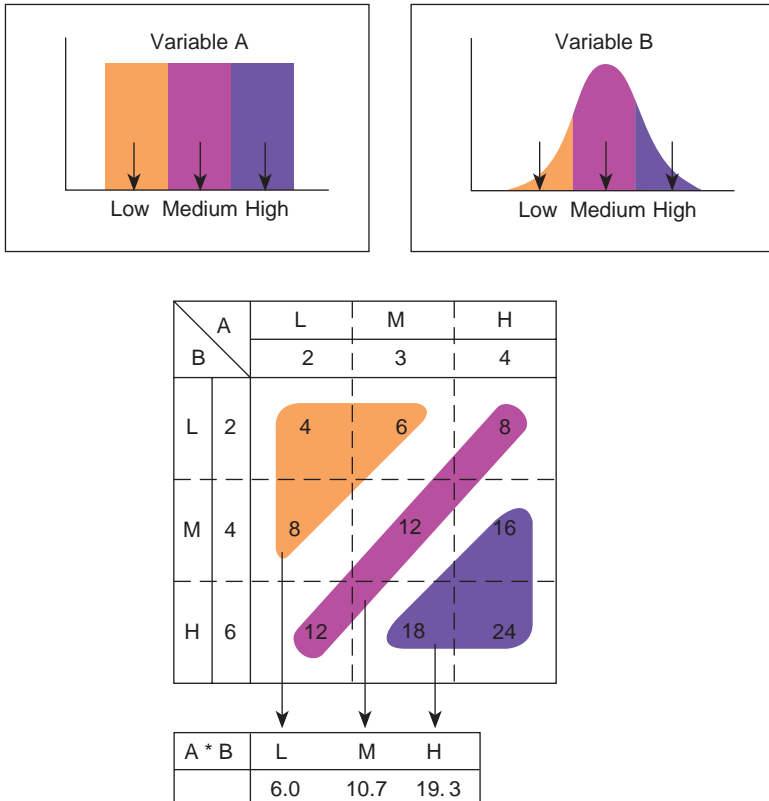 Variable A
Low Medium High
Variable B
Low Medium High
A L M H
B 2 3 4
L 2 4 6 8
M 4 8 12 16
H 6 12 18 24
A * B L M H
6.0 10.7 19. 3